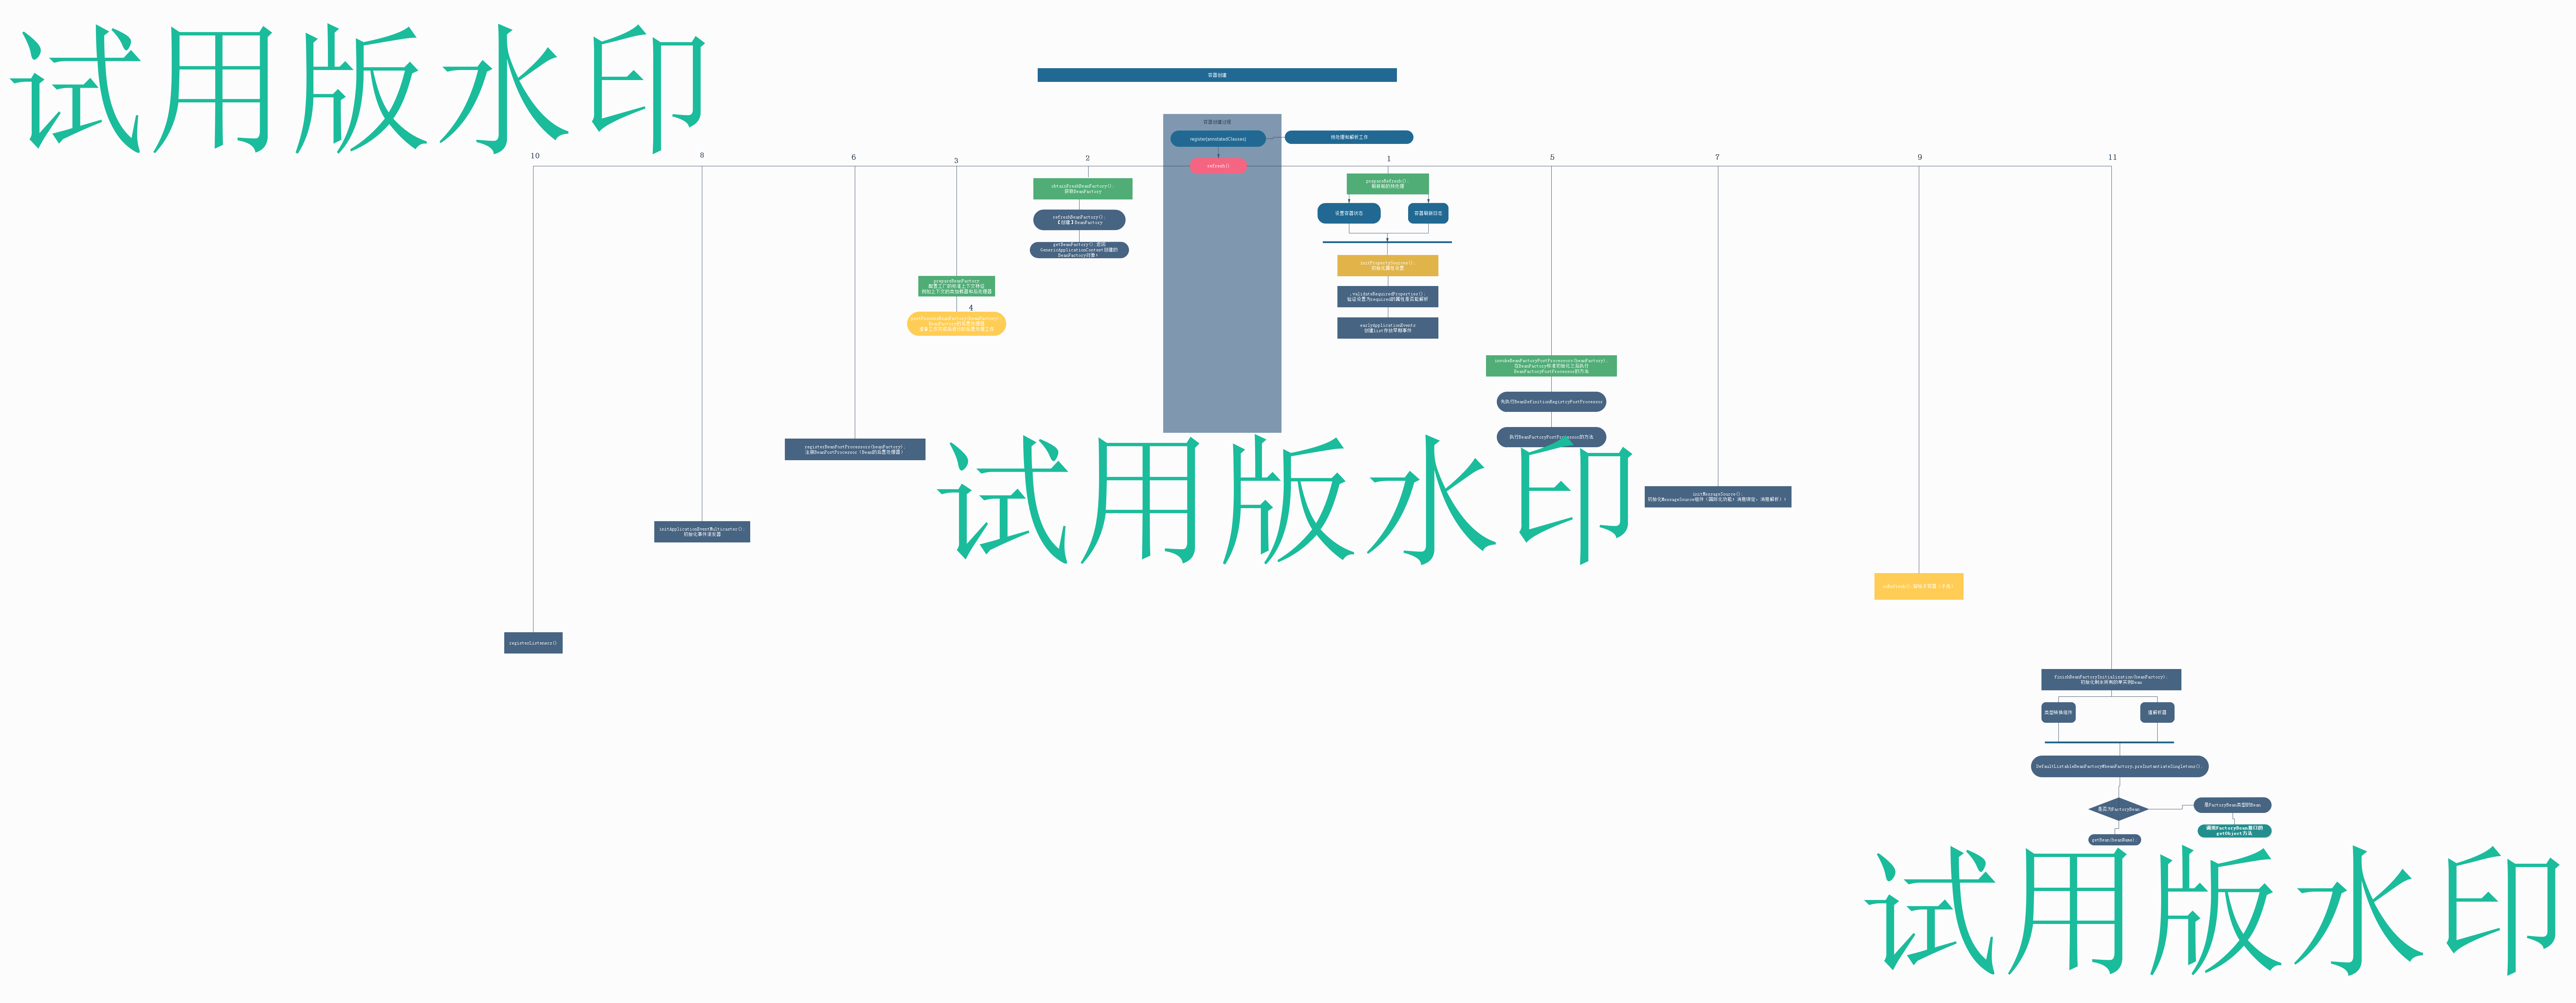 试用版水印
容器创建
容器创建过程
register(annotatedClasses)
预处理和解析工作
refresh()
10
8
6
3
2
1
5
7
9
11
obtainFreshBeanFactory();
获取BeanFactory
refreshBeanFactory();
【创建】BeanFactory
getBeanFactory();返回
GenericApplicationContext创建的
BeanFactory对象;
prepareRefresh()
刷新前的预处理
设置容器状态
容器刷新日志
initPropertySources()
初始化属性设置
.validateRequiredProperties();
验证设置为required的属性是否能解析
earlyApplicationEvents
创建list存放早期事件
prepareBeanFactory
配置工厂的标准上下文特征
例如上下文的类加载器和后处理器
4
postProcessBeanFactory(beanFactory)
BeanFactory的后置处理器
invokeBeanFactoryPostProcessors(beanFactory);
在BeanFactory标准初始化之后执行
BeanFactoryPostProcessor的方法
先执行BeanDefinitionRegistryPostProcessor
执行BeanFactoryPostProcessor的方法
registerBeanPostProcessors(beanFactory);
注册BeanPostProcessor（Bean的后置处理器）
试用版水印
initMessageSource();
初始化MessageSource组件（国际化功能；消息绑定，消息解析）;
initApplicationEventMulticaster();
初始化事件派发器
onRefresh();留给子容器（子类）
registerListeners()
finishBeanFactoryInitialization(beanFactory);
初始化剩余所有的单实例Bean
类型转换组件
值解析器
DefaultListableBeanFactory#beanFactory.preInstantiateSingletons();
是否为FactoryBean
是FactoryBean类型的Bean
调用FactoryBean接口的
getObject方法
getBean(beanName);
试用版水印